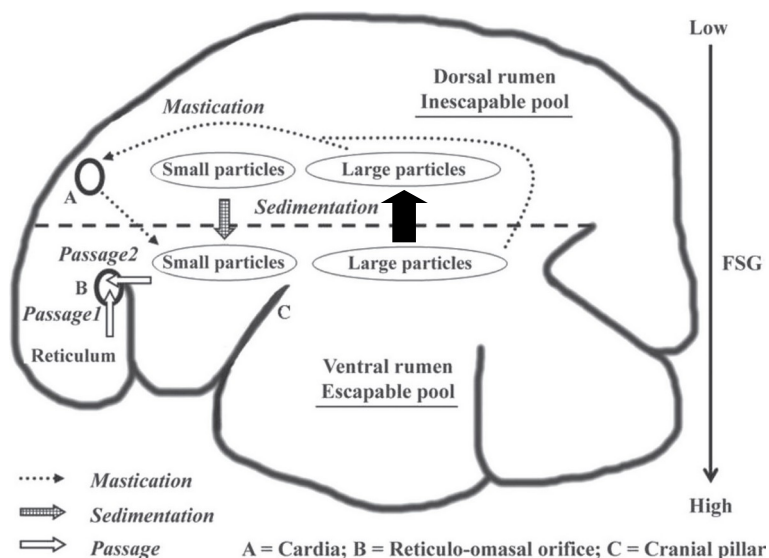 Low
Dorsal rumen
Inescapable pool
Mastication
Small particles
Large particles
A
Sedimentation
Passage2
Small particles
Large particles
FSG
B
Passage1
C
Reticulum
Ventral rumen
Escapable pool
Mastication
Sedimentation
High
Passage
A = Cardia; B = Reticulo-omasal orifice; C = Cranial pillar